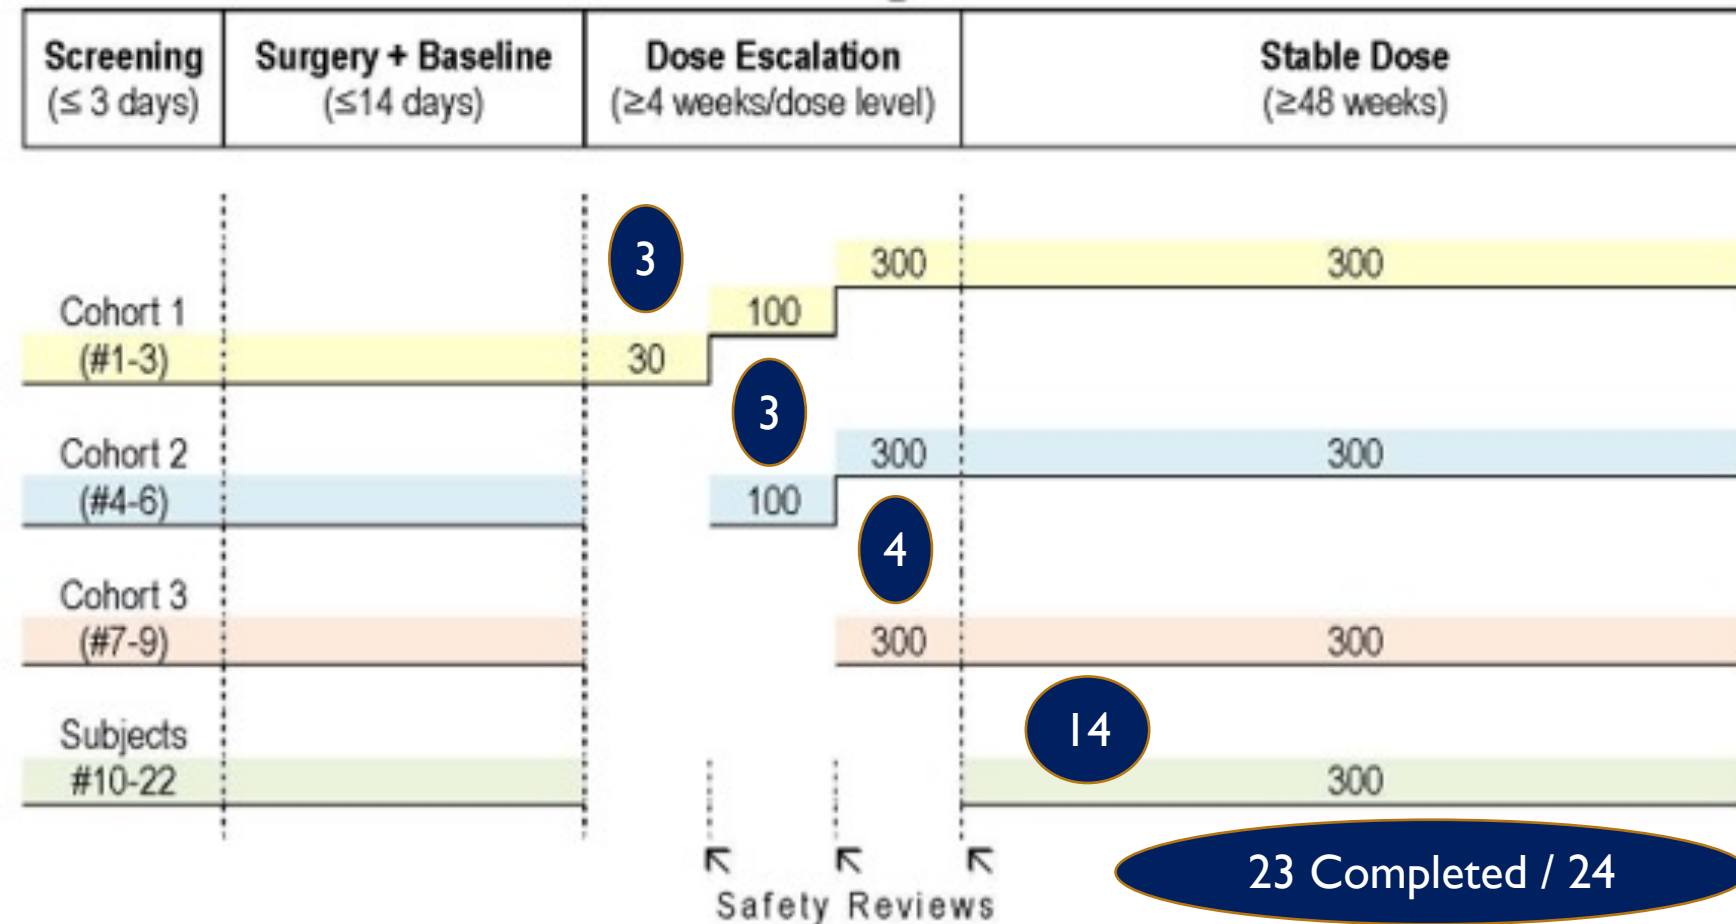 Screening
(≤ 3 days)
Surgery + Baseline
(≤14 days)
Dose Escalation
(≥4 weeks/dose level)
Stable Dose
(≥48 weeks)
3
300
300
Cohort 1
100
(#1-3)
30
3
Cohort 2
300
300
(#4-6)
100
4
Cohort 3
(#7-9)
300
300
14
Subjects
#10-22
300
23 Completed / 24
Safety Reviews